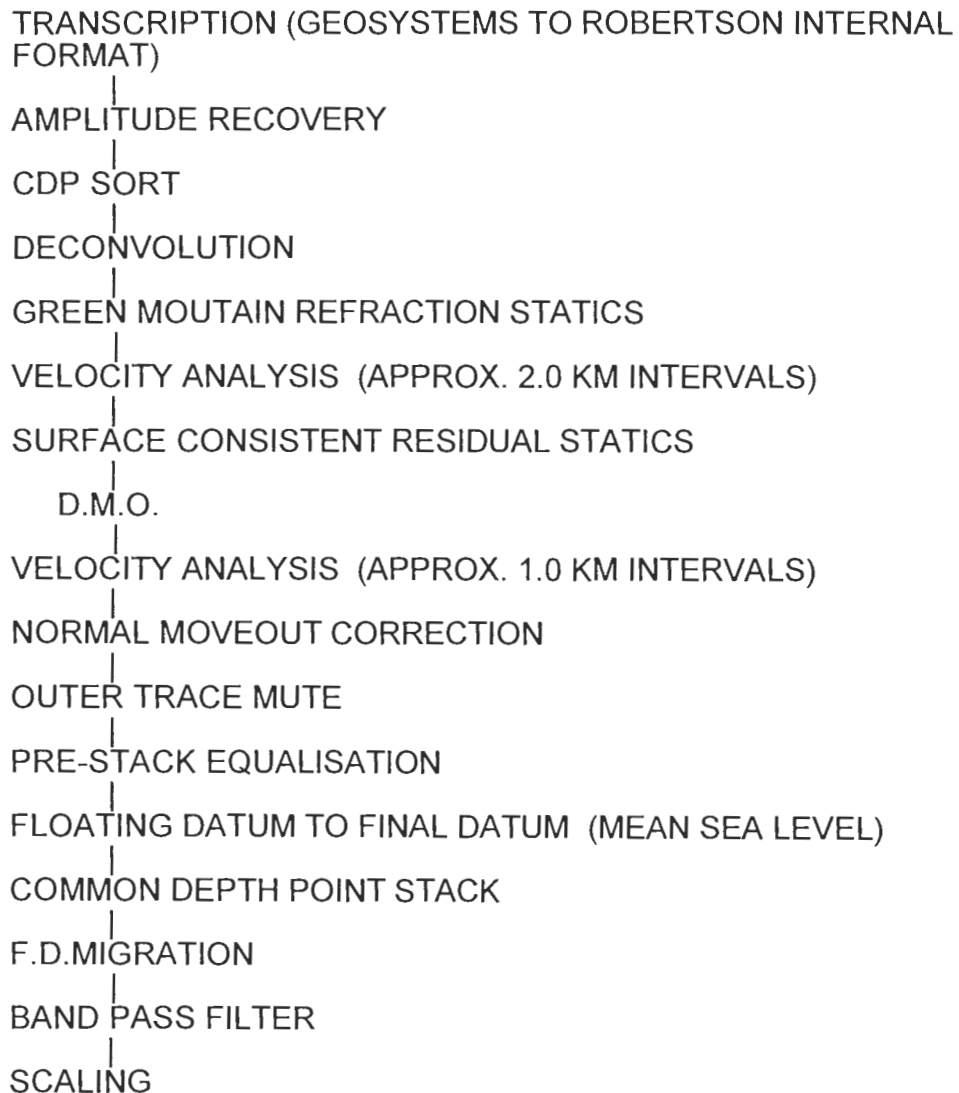 TRANSCRIPTION (GEOSYSTEMS TO ROBERTSON INTERNAL
FORMAT)
AMPLITUDE RECOVERY
CDP SORT
DECONVOLUTION
GREEN MOUTAIN REFRACTION STATICS
VELOCITY ANALYSIS (APPROX. 2.0 KM INTERVALS)
SURFACE CONSISTENT RESIDUAL STATICS
D.M.O.
VELOCITY ANALYSIS (APPROX. 1.0 KM INTERVALS)
NORMAL MOVEOUT CORRECTION
OUTER TRACE MUTE
PRE-STACK EQUALISATION
FLOATING DATUM TO FINAL DATUM (MEAN SEA LEVEL)
COMMON DEPTH POINT STACK
F.D.MIGRATION
BAND PASS FILTER
SCALING